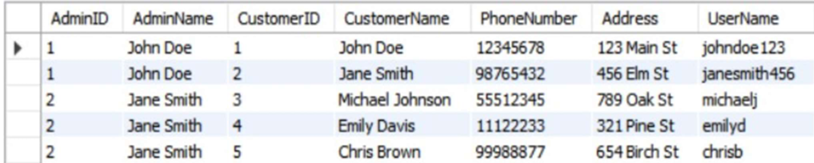 AdminID AdminName CustomerID CustomerName PhoneNumber Address UserName
1 John Doe 1 John Doe 12345678 123 Main St johndoe123
1 John Doe 2 Jane Smith 98765432 456 Elm St janesmith456
2 Jane Smith 3 Michael Johnson 55512345 789 Oak St michaelj
2 Jane Smith 4 Emily Davis 11122233 321 Pine St emilyd
2 Jane Smith 5 Chris Brown 99988877 654 Birch St chrisb